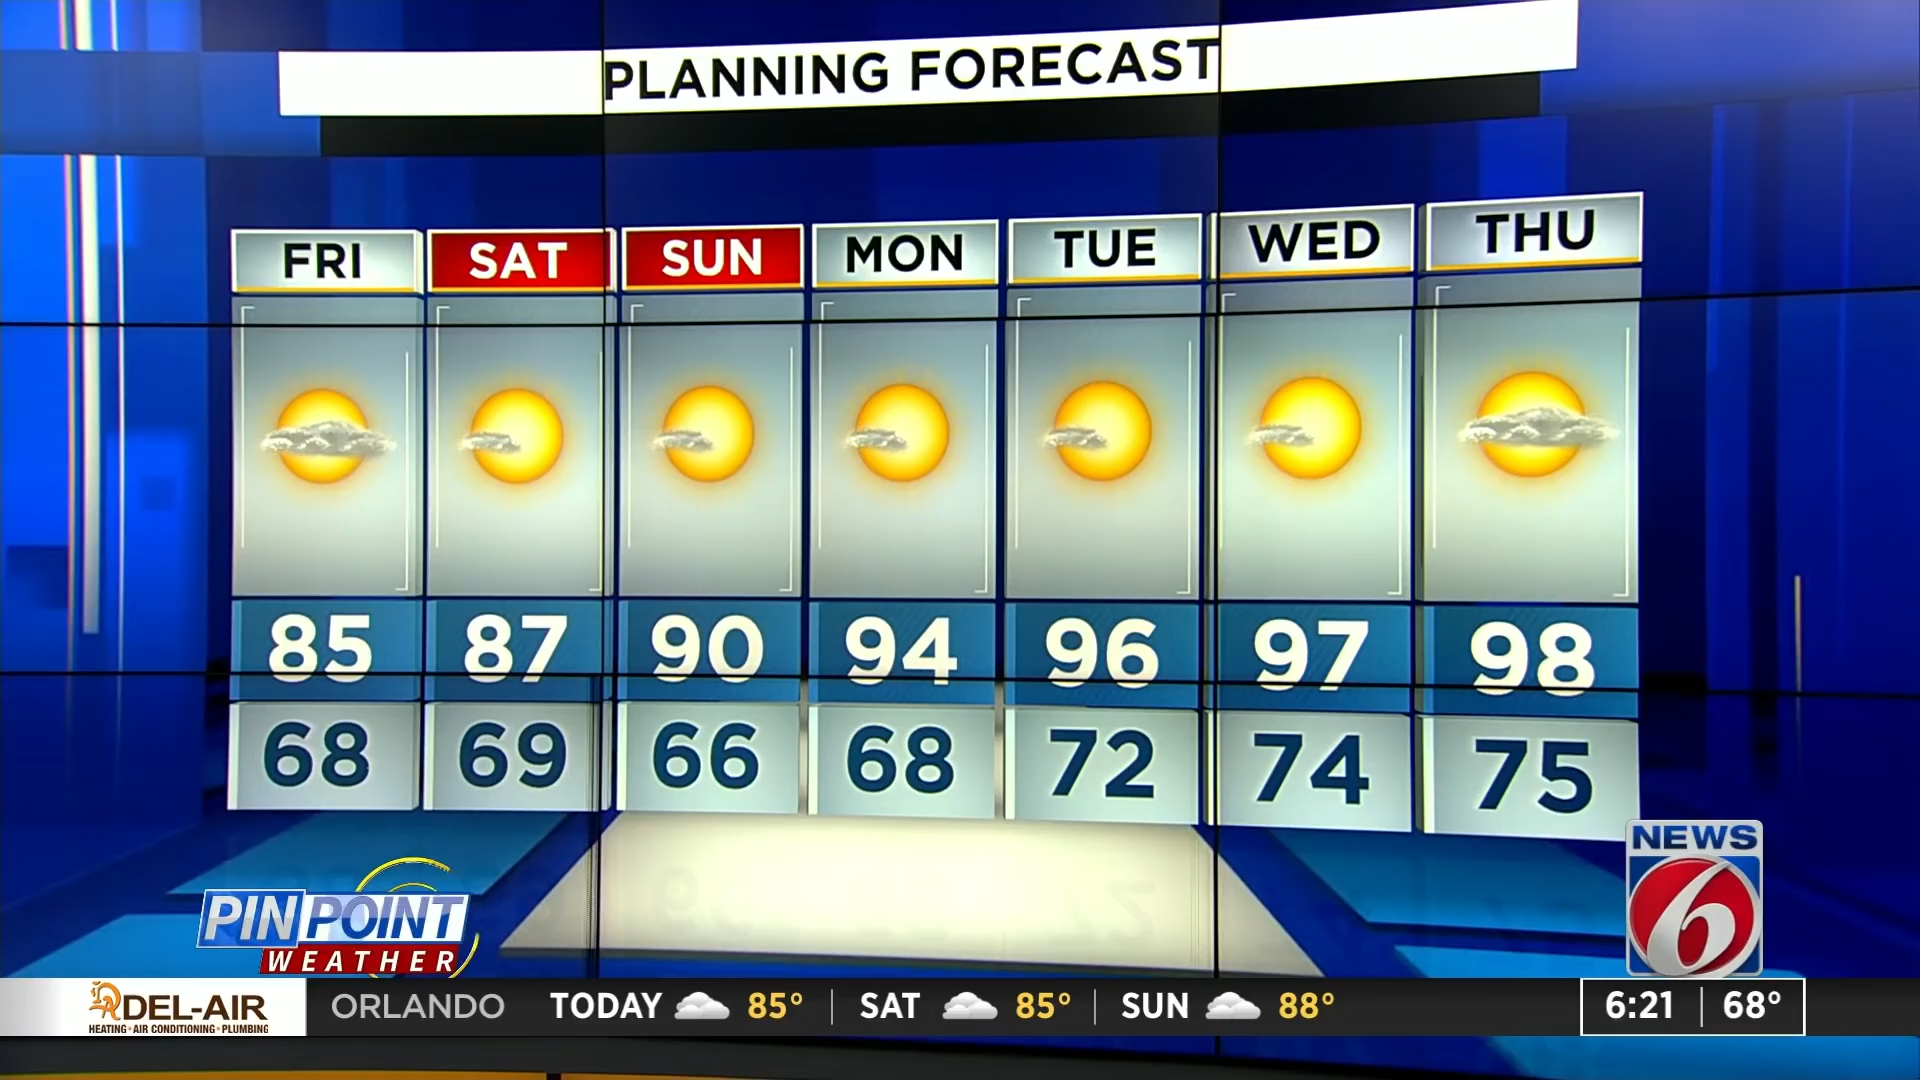 PLANNING FORECAST
FRI SAT SUN MON TUE WED THU
85 87 90 94 96 97 98
68 69 66 68 72 74 75
PINPOINT
WEATHER
NEWS
6
DEL-AIR
HEATING • AIR CONDITIONING • PLUMBING
ORLANDO TODAY 85° SAT 85° SUN 88°
6:21 68°